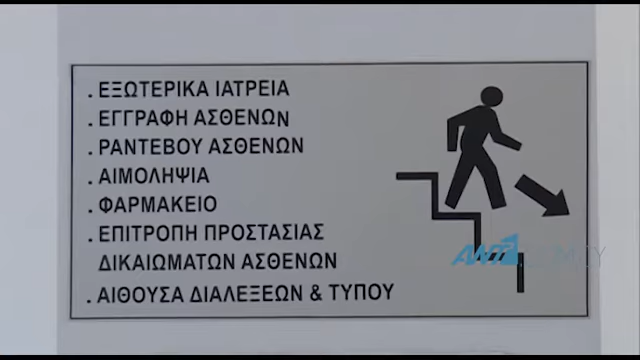 . ΕΞΩΤΕΡΙΚΑ ΙΑΤΡΕΙΑ
. ΕΓΓΡΑΦΗ ΑΣΘΕΝΩΝ
. ΡΑΝΤΕΒΟΥ ΑΣΘΕΝΩΝ
. ΑΙΜΟΛΗΨΙΑ
. ΦΑΡΜΑΚΕΙΟ
. ΕΠΙΤΡΟΠΗ ΠΡΟΣΤΑΣΙΑΣ
ΔΙΚΑΙΩΜΑΤΩΝ ΑΣΘΕΝΩΝ
. ΑΙΘΟΥΣΑ ΔΙΑΛΕΞΕΩΝ & ΤΥΠΟΥ